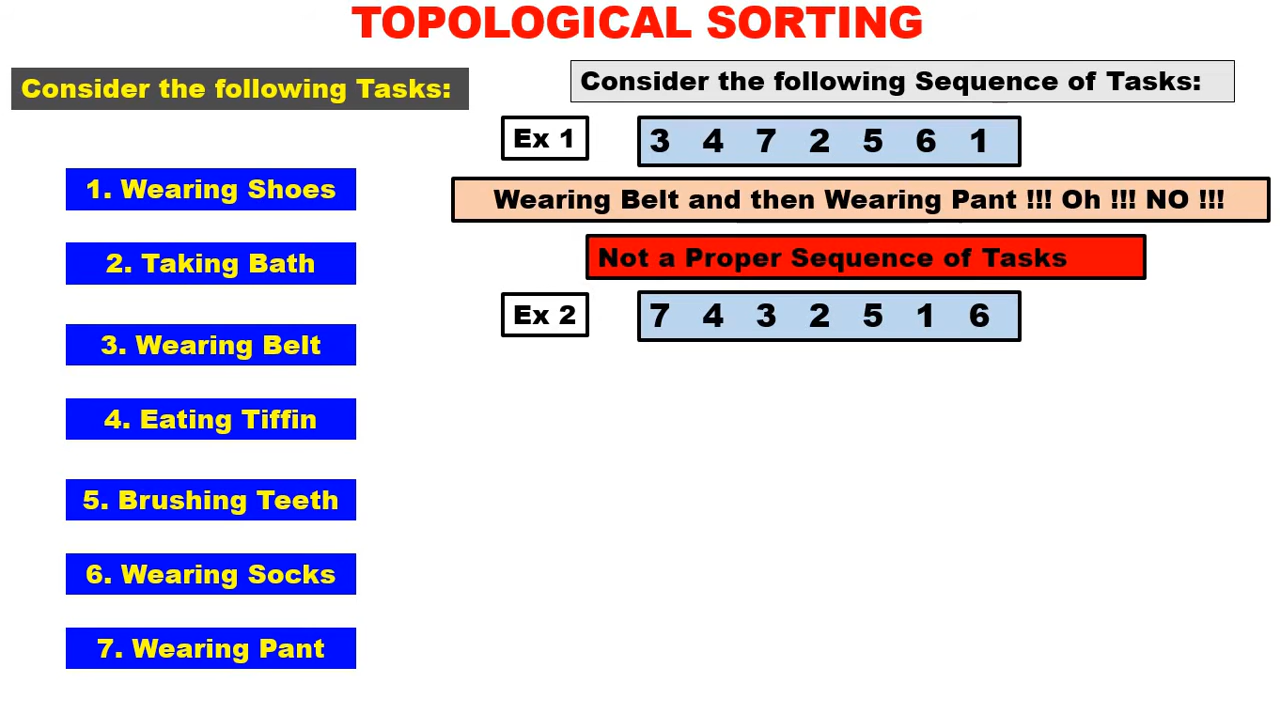 TOPOLOGICAL SORTING
Consider the following Tasks:
1. Wearing Shoes
2. Taking Bath
3. Wearing Belt
4. Eating Tiffin
5. Brushing Teeth
6. Wearing Socks
7. Wearing Pant
Consider the following Sequence of Tasks:
Ex 1 3 4 7 2 5 6 1
Wearing Belt and then Wearing Pant !!! Oh !!! NO !!!
Not a Proper Sequence of Tasks
Ex 2 7 4 3 2 5 1 6